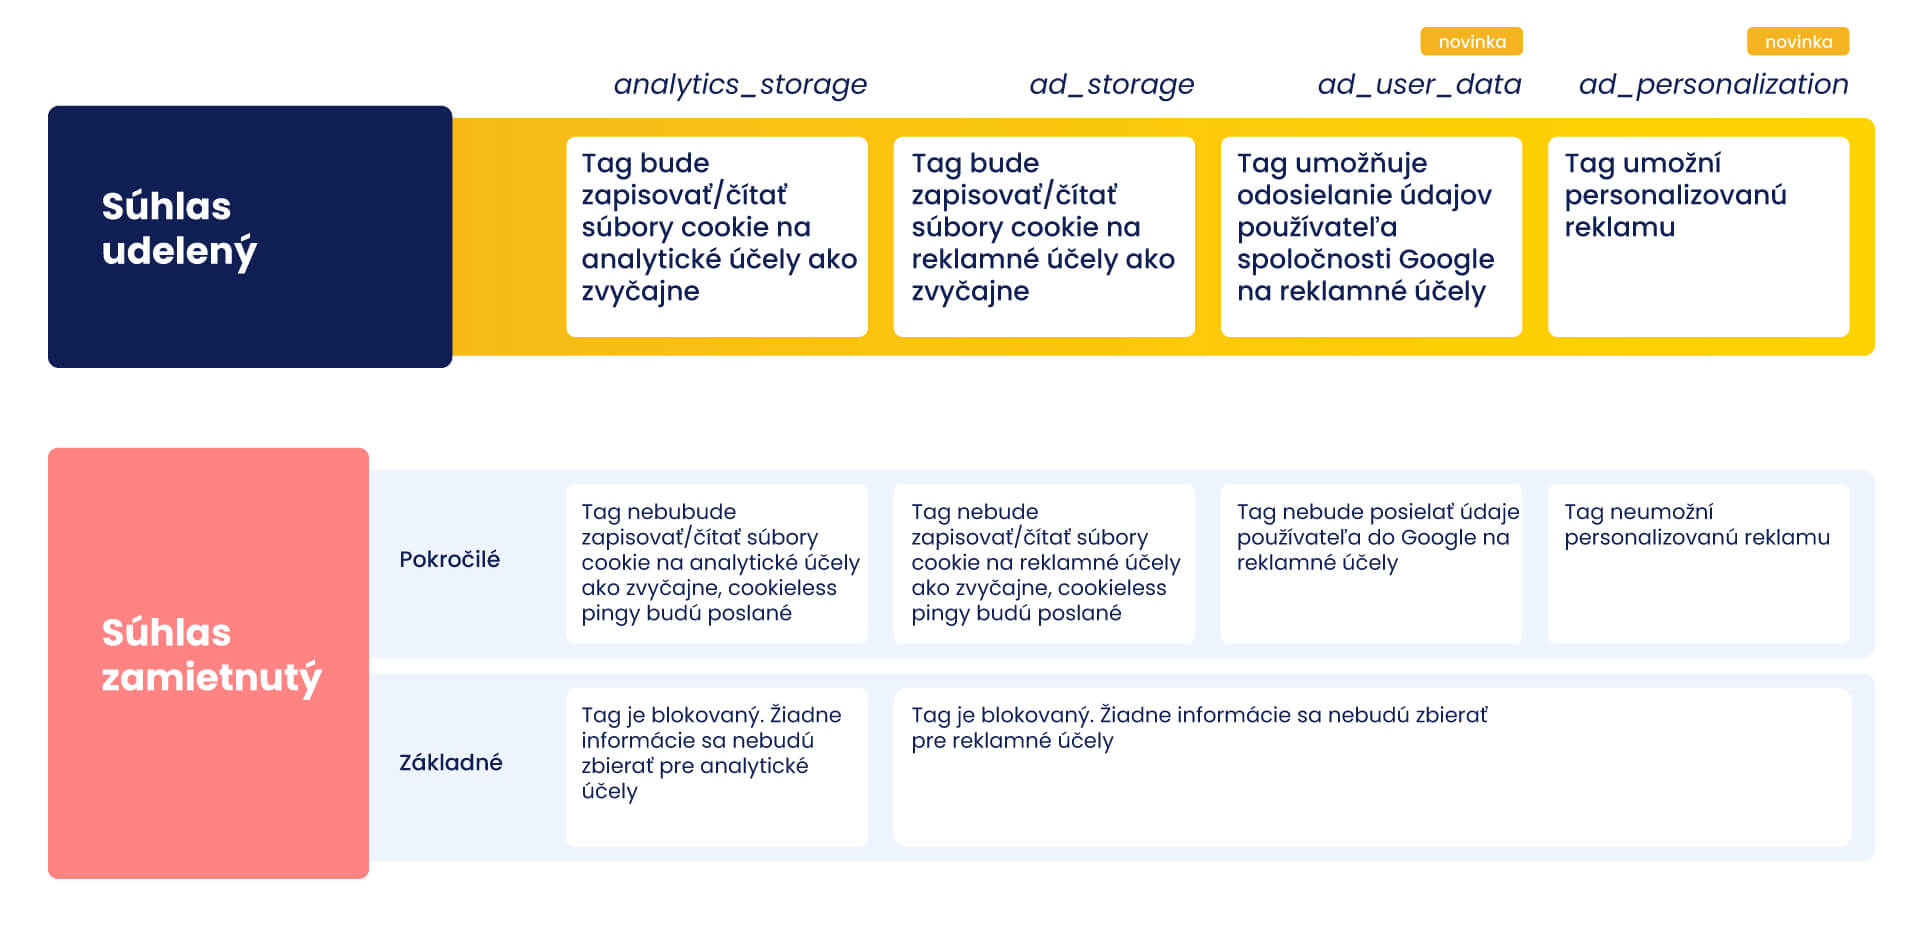 novinka
novinka
analytics_storage
ad_storage
ad_user_data
ad_personalization
Súhlas
udelený
Tag bude
zapisovať/čítať
súbory cookie na
analytické účely ako
zvyčajne
Tag bude
zapisovať/čítať
súbory cookie na
reklamné účely ako
zvyčajne
Tag umožňuje
odosielanie údajov
používateľa
spoločnosti Google
na reklamné účely
Tag umožní
personalizovanú
reklamu
Súhlas
zamietnutý
Pokročilé
Tag nebubude
zapisovať/čítať súbory
cookie na analytické účely
ako zvyčajne, cookieless
pingy budú poslané
Tag nebude
zapisovať/čítať súbory
cookie na reklamné účely
ako zvyčajne, cookieless
pingy budú poslané
Tag nebude posielať údaje
používateľa do Google na
reklamné účely
Tag neumožní
personalizovanú reklamu
Základné
Tag je blokovaný. Žiadne
informácie sa nebudú
zbierať pre analytické
účely
Tag je blokovaný. Žiadne informácie sa nebudú zbierať
pre reklamné účely